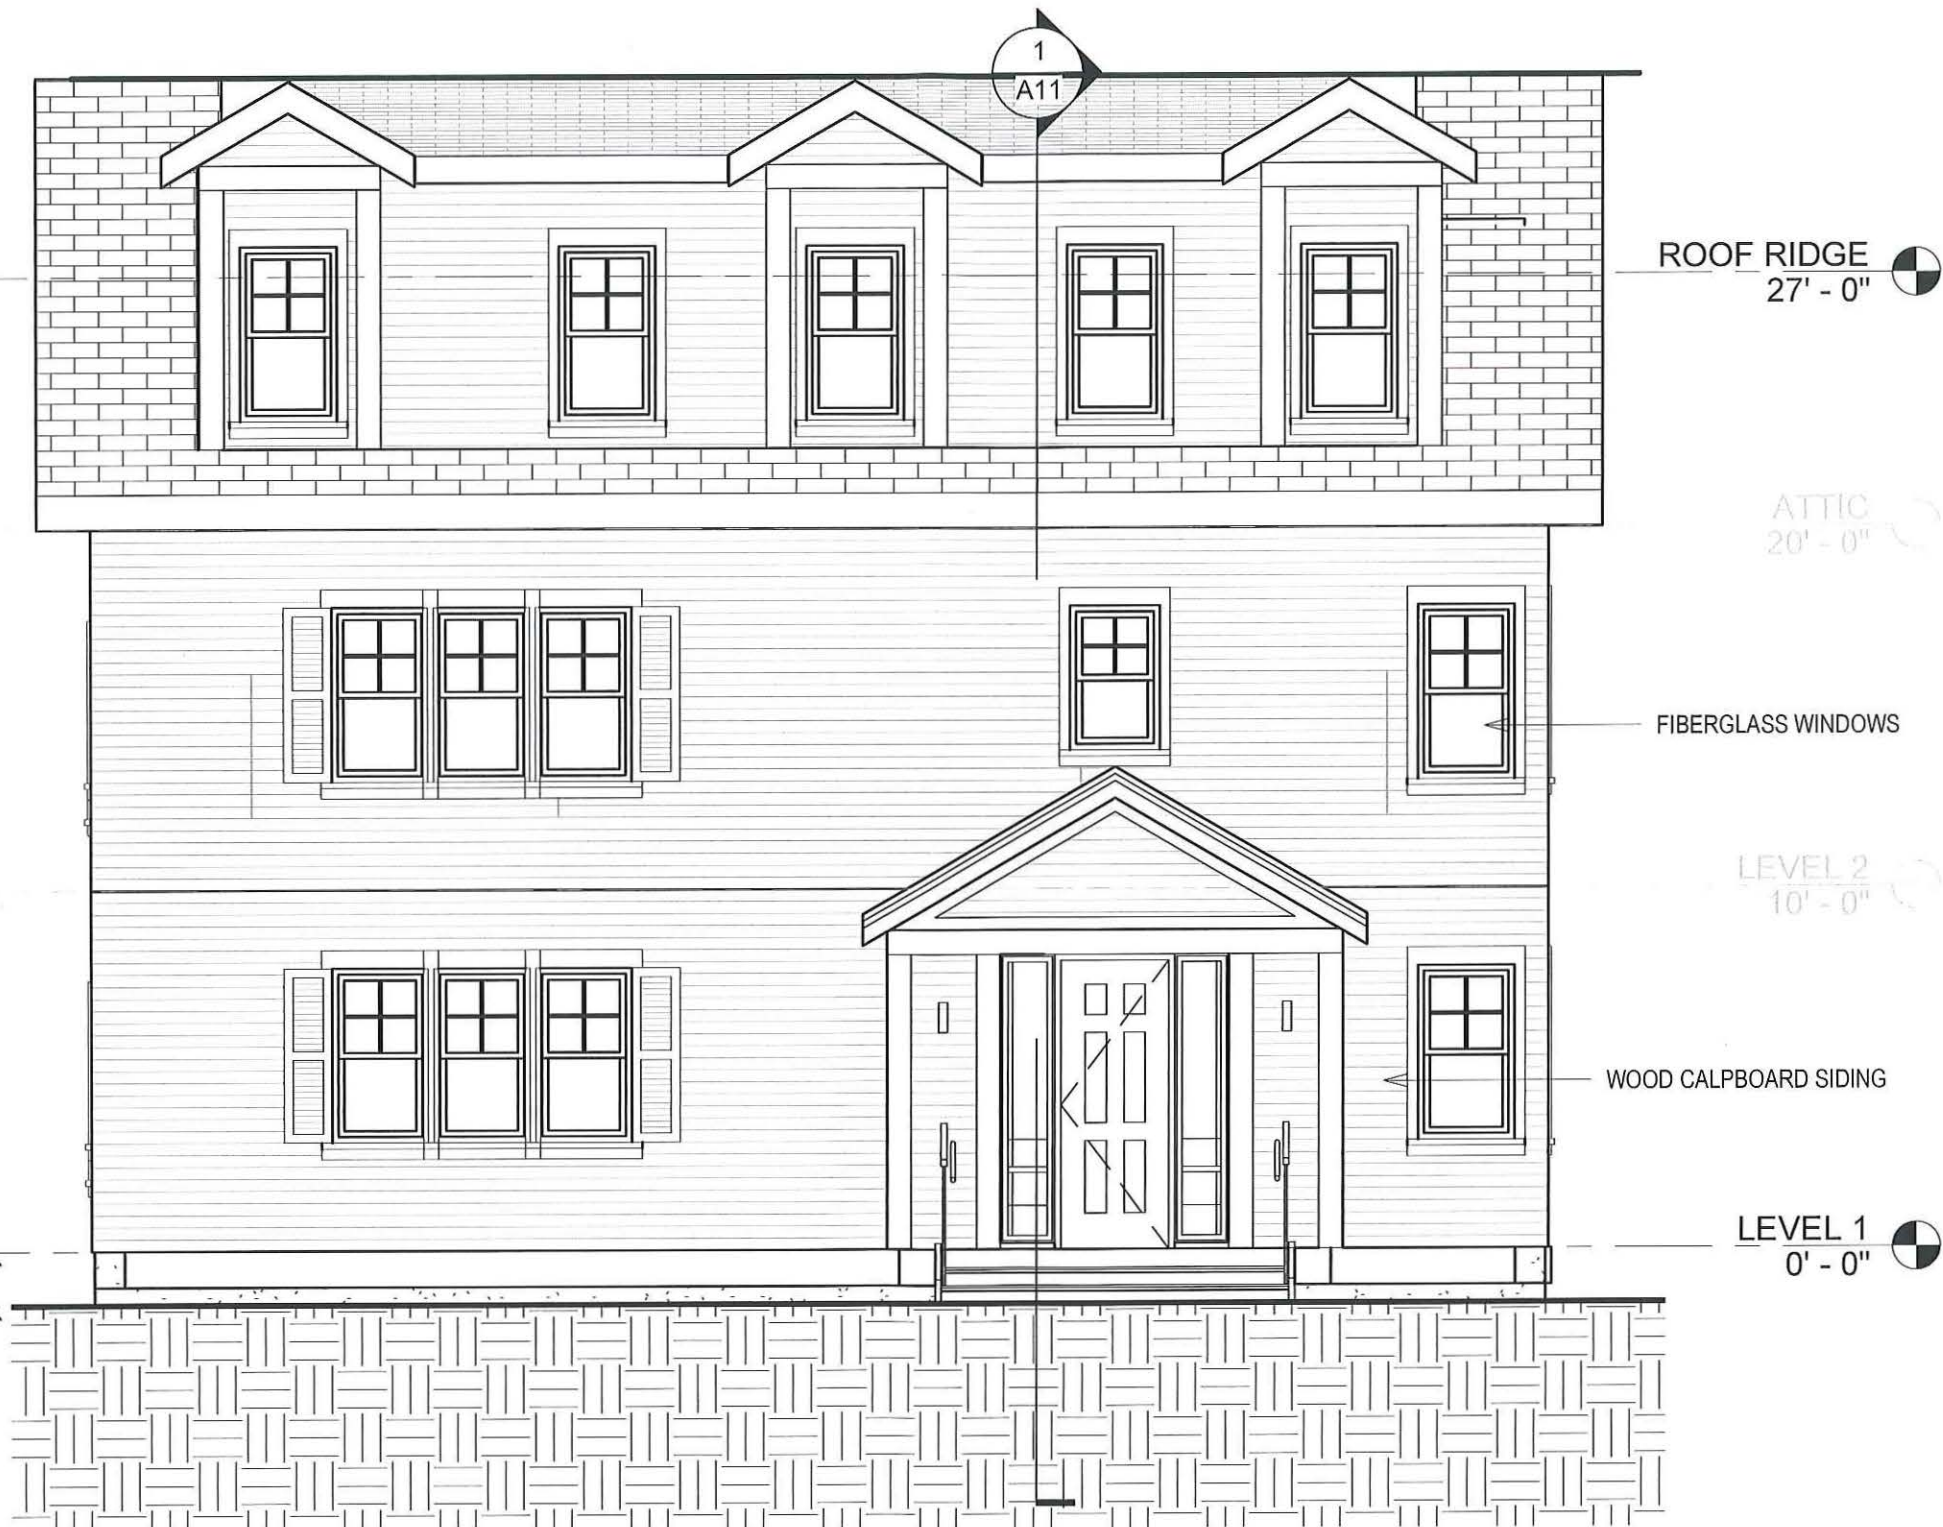 1
A11
ROOF RIDGE
27' - 0"
ATTIC
20' - 0"
FIBERGLASS WINDOWS
LEVEL 2
10' - 0"
WOOD CALPBOARD SIDING
LEVEL 1
0' - 0"